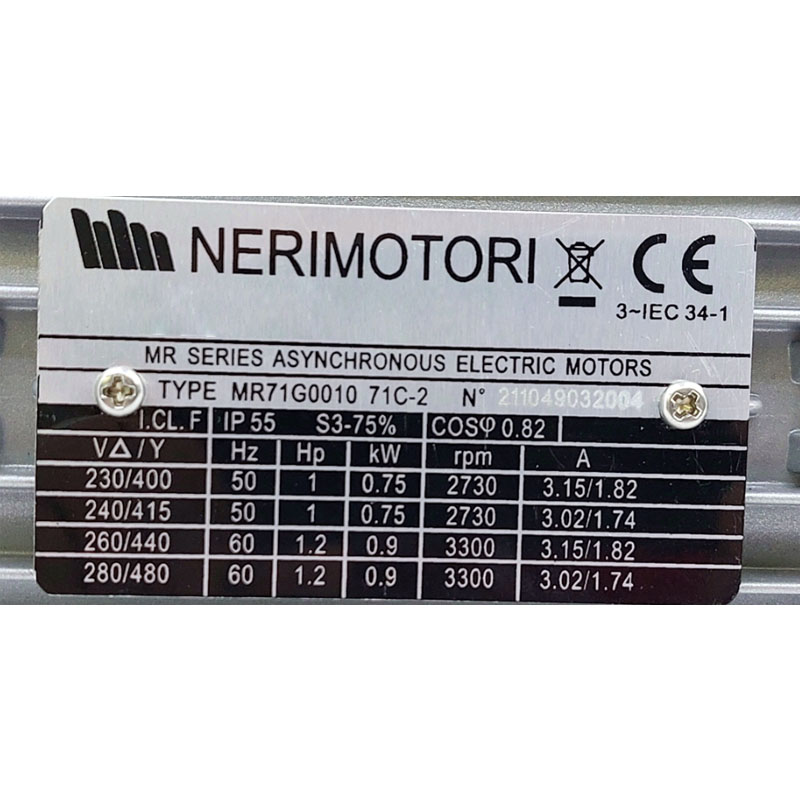 NERIMOTORI
CE
3~IEC 34-1
MR SERIES ASYNCHRONOUS ELECTRIC MOTORS
TYPE MR71G0010 71C-2 N° 211049032004
I.CL. F IP 55 S3-75% COSφ 0.82
V△/Y Hz Hp kW rpm A
230/400 50 1 0.75 2730 3.15/1.82
240/415 50 1 0.75 2730 3.02/1.74
260/440 60 1.2 0.9 3300 3.15/1.82
280/480 60 1.2 0.9 3300 3.02/1.74